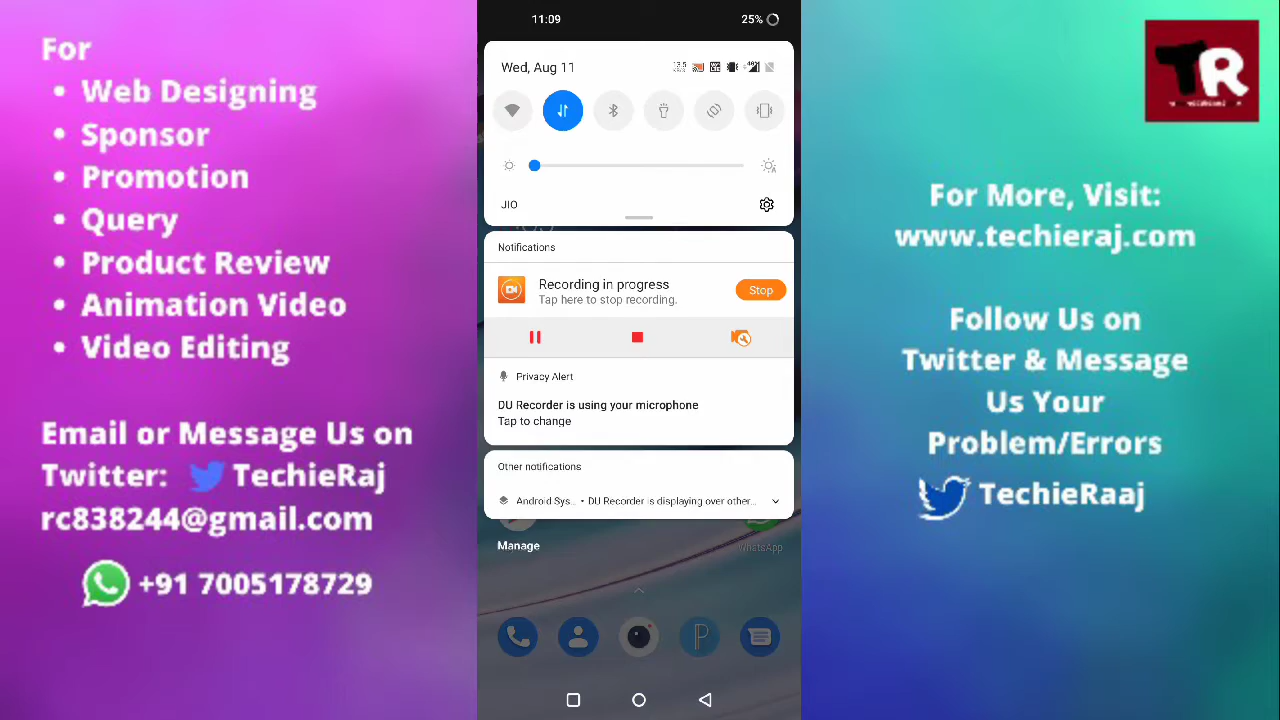 For
• Web Designing
• Sponsor
• Promotion
• Query
• Product Review
• Animation Video
• Video Editing
Email or Message Us on
Twitter: TechieRaj
rc838244@gmail.com
+91 7005178729
11:09 25%
Wed, Aug 11
JIO
Notifications
Recording in progress
Tap here to stop recording.
Stop
Privacy Alert
DU Recorder is using your microphone
Tap to change
Other notifications
Android Sys... • DU Recorder is displaying over other...
Manage
WhatsApp
TR
For More, Visit:
www.techieraj.com
Follow Us on
Twitter & Message
Us Your
Problem/Errors
TechieRaaj